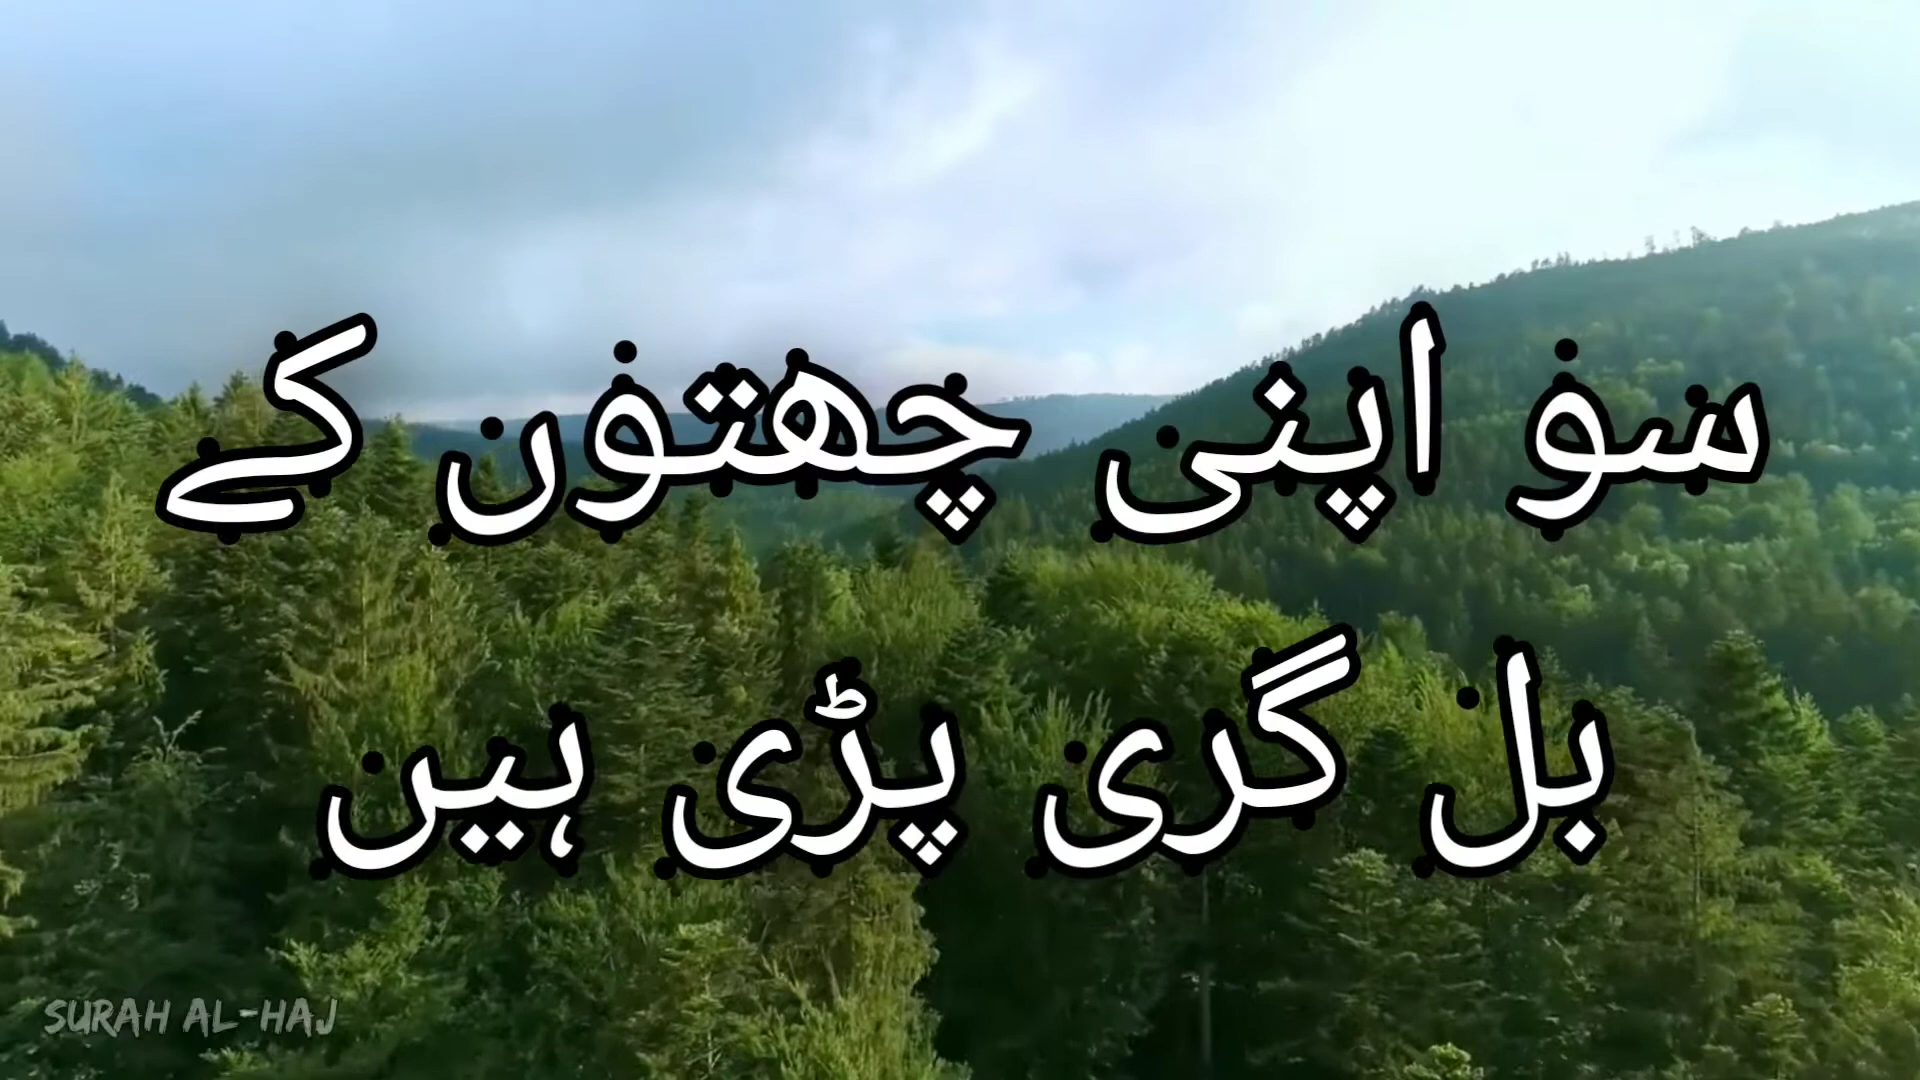 سو اپنی چھتوں کے
بل گری پڑی ہیں
SURAH AL-HAJ